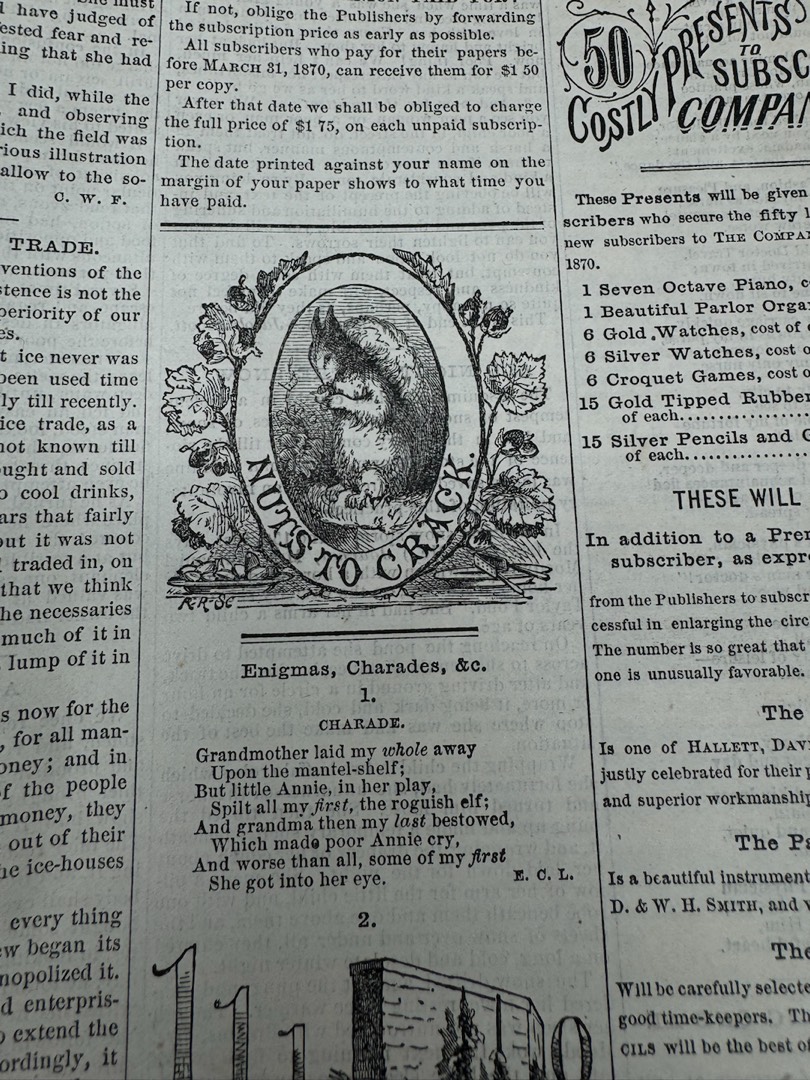 l have judged of
ested fear and re-
ing that she had
I did, while the
and observing
ich the field was
rious illustration
allow to the so-
C. W. F.
TRADE.
ventions of the
stence is not the
periority of our
es.
t ice never was
been used time
ly till recently.
ice trade, as a
not known till
ought and sold
o cool drinks,
ars that fairly
but it was not
traded in, on
that we think
he necessaries
much of it in
lump of it in
s now for the
, for all man-
oney; and in
f the people
money, they
out of their
he ice-houses
every thing
ew began its
nopolized it.
d enterpris-
o extend the
ordingly, it
If not, oblige the Publishers by forwarding
the subscription price as early as possible.
All subscribers who pay for their papers be-
fore MARCH 31, 1870, can receive them for $1 50
per copy.
After that date we shall be obliged to charge
the full price of $1 75, on each unpaid subscrip-
tion.
The date printed against your name on the
margin of your paper shows to what time you
have paid.
NUTS TO CRACK.
Enigmas, Charades, &c.
1.
CHARADE.
Grandmother laid my whole away
Upon the mantel-shelf;
But little Annie, in her play,
Spilt all my first, the roguish elf;
And grandma then my last bestowed,
Which made poor Annie cry,
And worse than all, some of my first
She got into her eye. E. C. L.
2.
50
COSTLY PRESENTS
TO
SUBSC
COMPAN
These Presents will be given
scribers who secure the fifty l
new subscribers to THE COMPA
1870.
1 Seven Octave Piano, c
1 Beautiful Parlor Orga
6 Gold Watches, cost of
6 Silver Watches, cost o
6 Croquet Games, cost o
15 Gold Tipped Rubber
of each
15 Silver Pencils and G
of each
THESE WILL
In addition to a Pre
subscriber, as expr
from the Publishers to subscr
cessful in enlarging the circ
The number is so great that
one is unusually favorable.
The
Is one of HALLETT, DAV
justly celebrated for their
and superior workmanship
The Pa
Is a beautiful instrument
D. & W. H. SMITH, and
The
Will be carefully selecte
good time-keepers. Th
CILS will be the best of